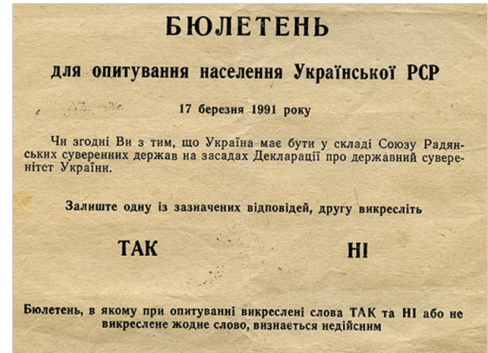 БЮЛЕТЕНЬ
для опитування населення Української РСР
17 березня 1991 року
Чи згодні Ви з тим, що Україна має бути у складі Союзу Радян-
ських суверенних держав на засадах Декларації про державний сувере-
нітет України.
Залиште одну із зазначених відповідей, другу викресліть
ТАК НІ
Бюлетень, в якому при опитуванні викреслені слова ТАК та НІ або не
викреслене жодне слово, визнається недійсним